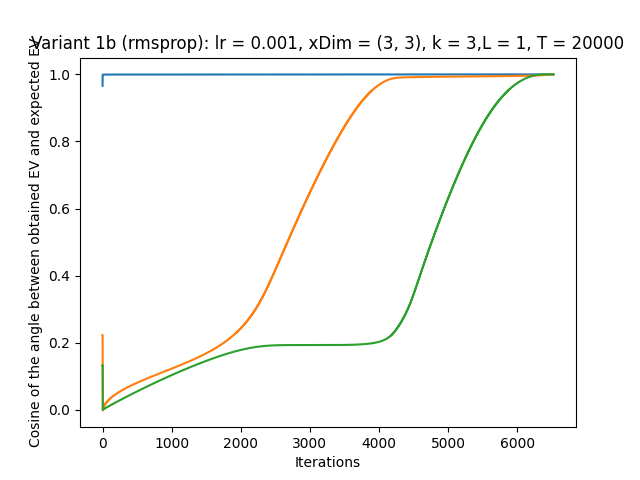 Variant 1b (rmsprop): lr = 0.001, xDim = (3, 3), k = 3,L = 1, T = 20000
Cosine of the angle between obtained EV and expected EV
1.0
0.8
0.6
0.4
0.2
0.0
0 1000 2000 3000 4000 5000 6000
Iterations